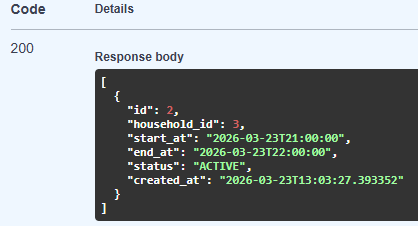 Code Details
200
Response body
[
  {
    "id": 2,
    "household_id": 3,
    "start_at": "2026-03-23T21:00:00",
    "end_at": "2026-03-23T22:00:00",
    "status": "ACTIVE",
    "created_at": "2026-03-23T13:03:27.393352"
  }
]